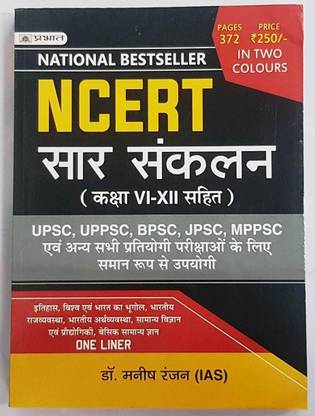 प्रभात
PAGES PRICE
372 ₹250/-
IN TWO
COLOURS
NATIONAL BESTSELLER
NCERT
सार संकलन
( कक्षा VI-XII सहित )
UPSC, UPPSC, BPSC, JPSC, MPPSC
एवं अन्य सभी प्रतियोगी परीक्षाओं के लिए
समान रूप से उपयोगी
इतिहास, विश्व एवं भारत का भूगोल, भारतीय
राजव्यवस्था, भारतीय अर्थव्यवस्था, सामान्य विज्ञान
एवं प्रौद्योगिकी, बेसिक सामान्य ज्ञान
ONE LINER
डॉ. मनीष रंजन (IAS)